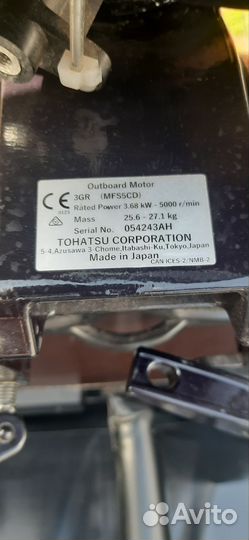 Outboard Motor
CE 3GR (MFS5CD)
0123 Rated Power 3.68 kW - 5000 r/min
Mass 25.6 - 27.1 kg
Serial No. 054243AH
TOHATSU CORPORATION
5-4,Azusawa 3-Chome,Itabashi-Ku,Tokyo,Japan
Made in Japan
CAN ICES-2/NMB-2
Avito